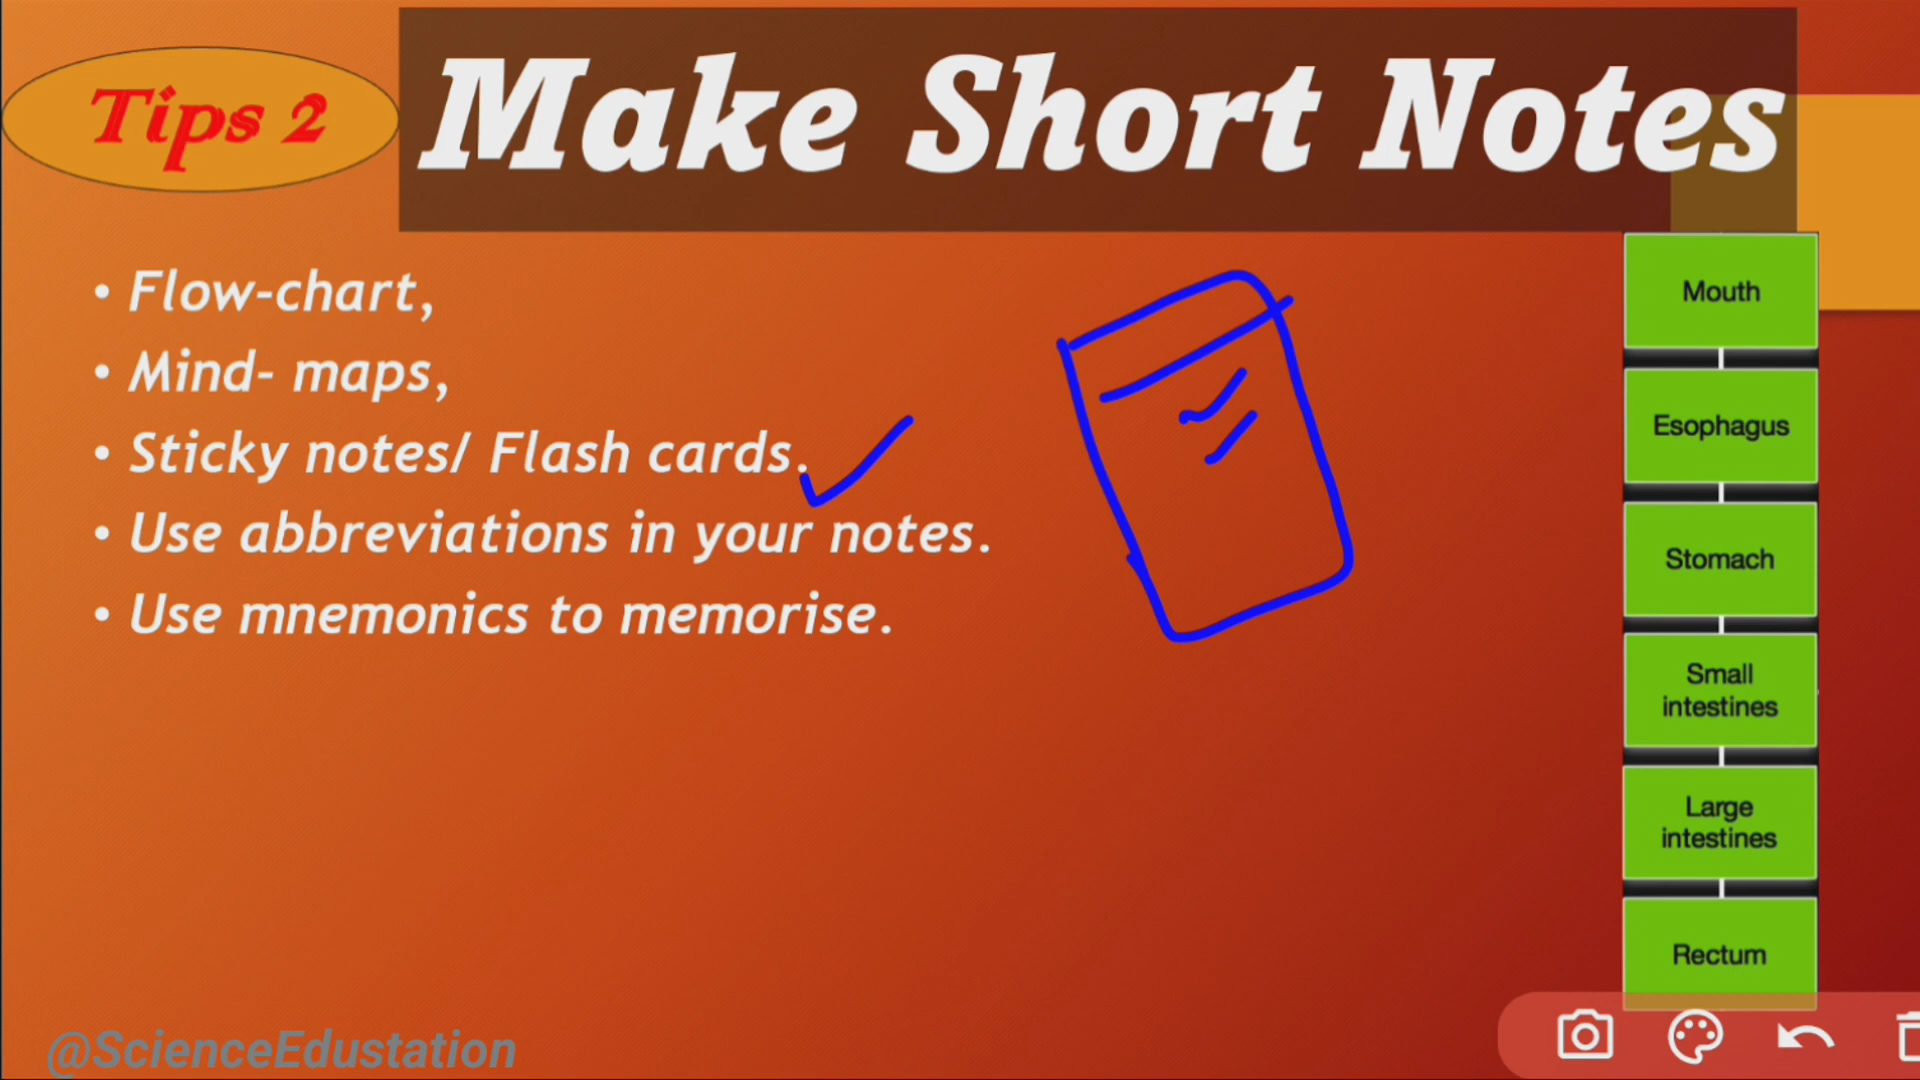 Tips 2
Make Short Notes
• Flow-chart,
• Mind- maps,
• Sticky notes/ Flash cards.
• Use abbreviations in your notes.
• Use mnemonics to memorise.
Mouth
Esophagus
Stomach
Small
intestines
Large
intestines
Rectum
@ScienceEdustation